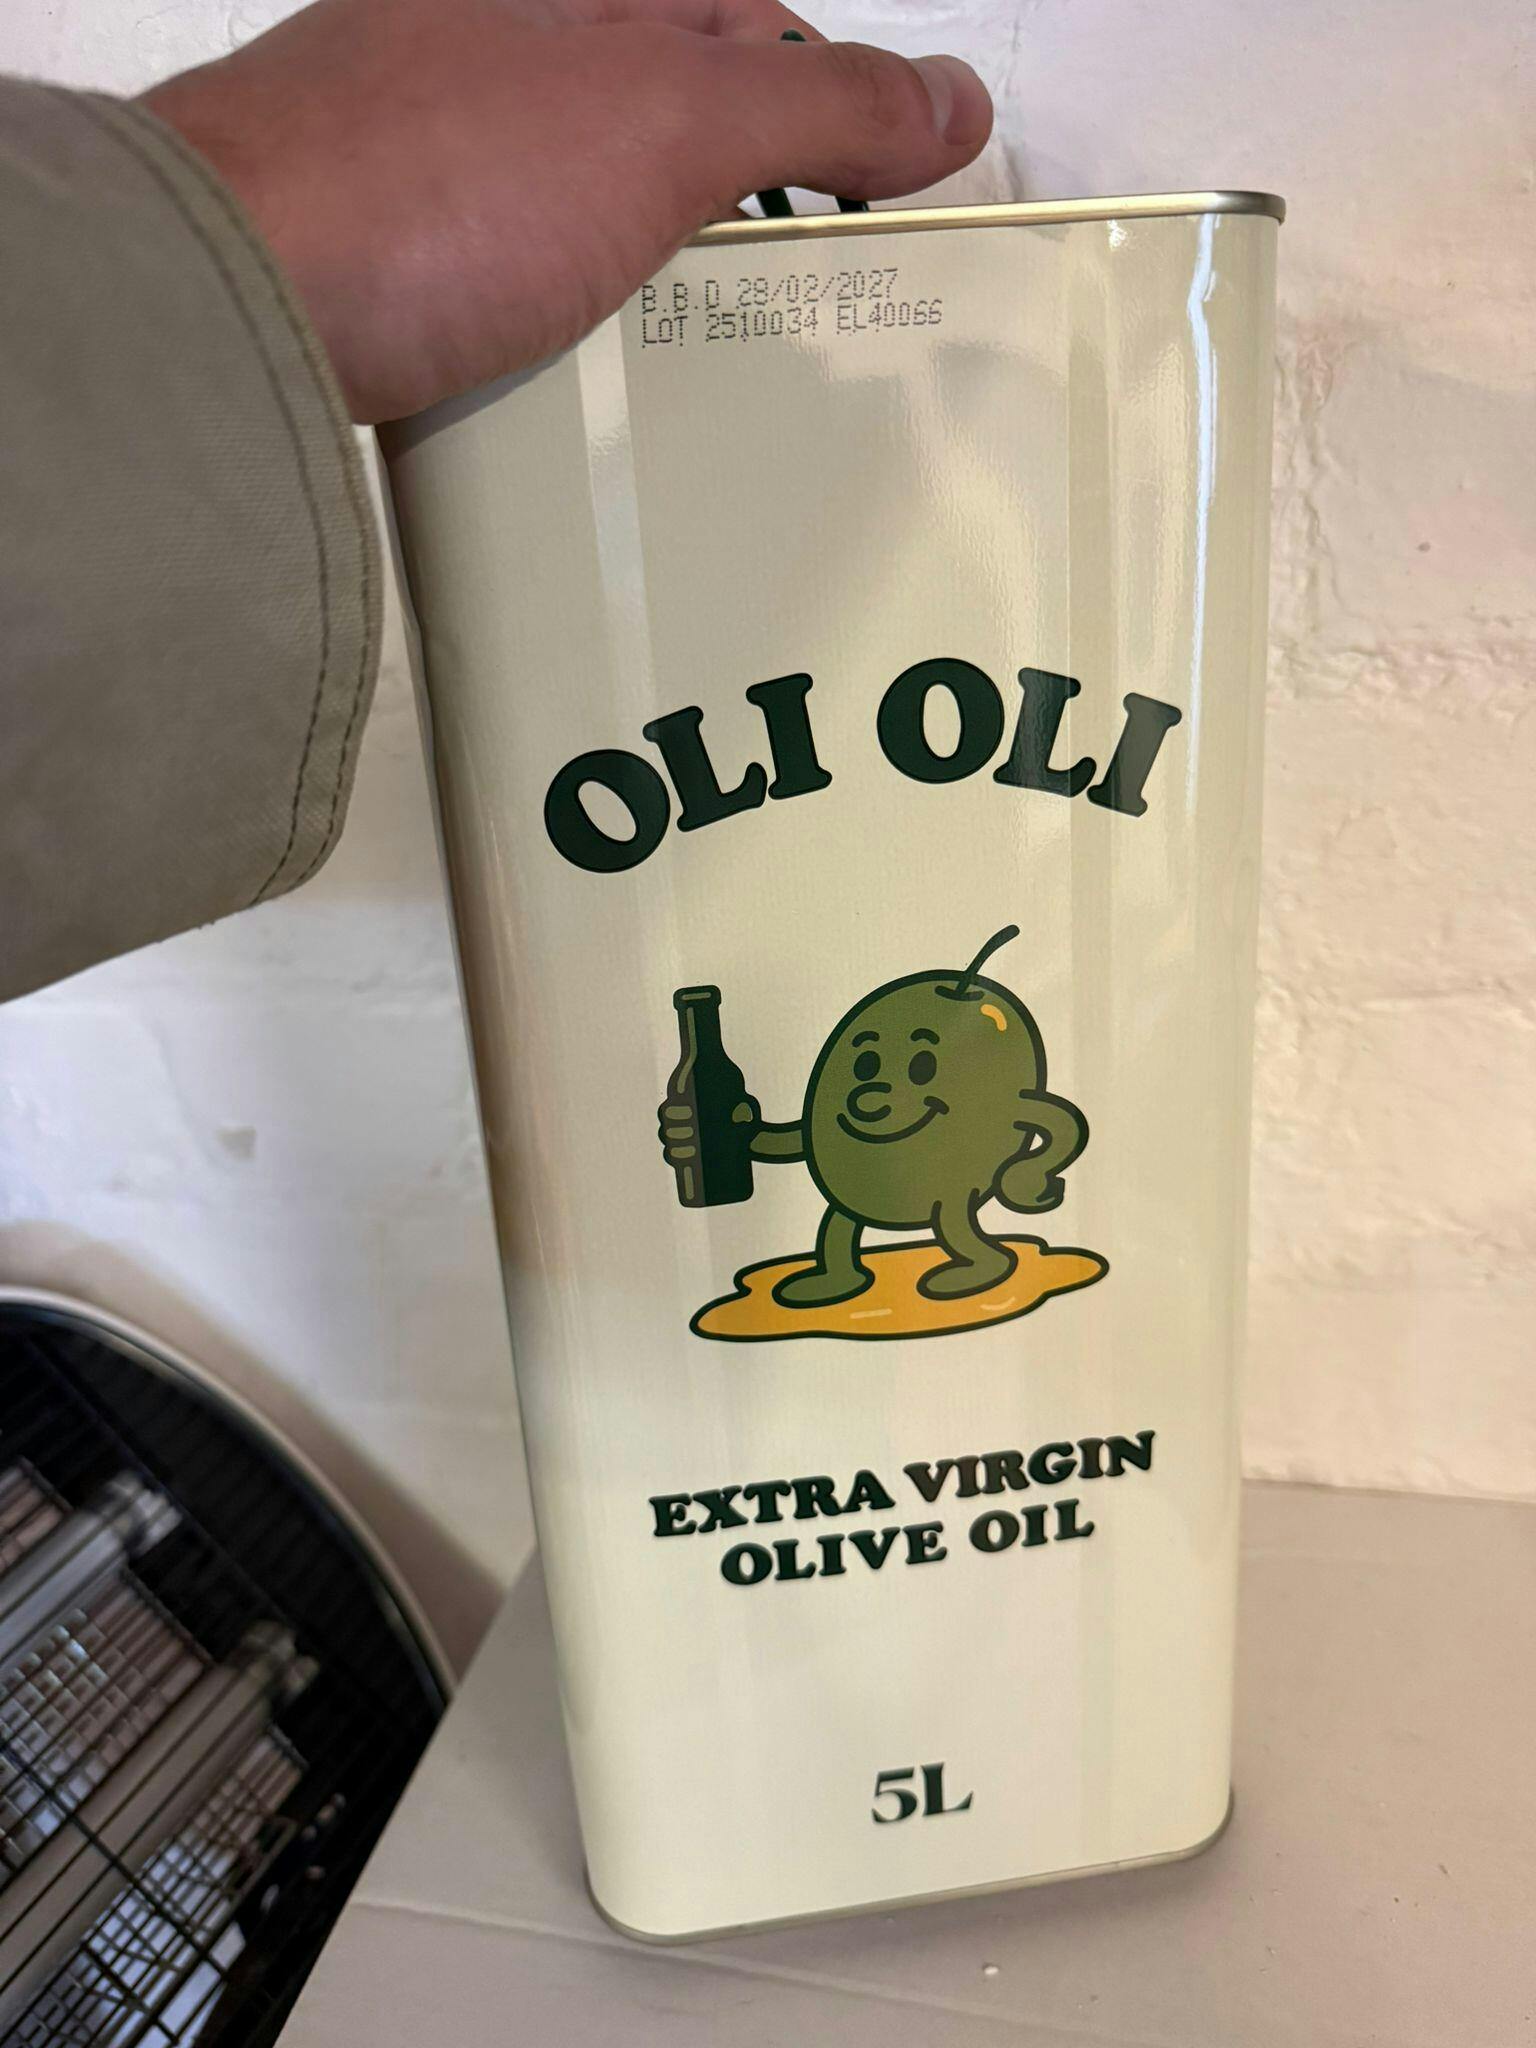 B.B.D 28/02/2027
LOT 2510034 EL40066
OLI OLI
EXTRA VIRGIN
OLIVE OIL
5L